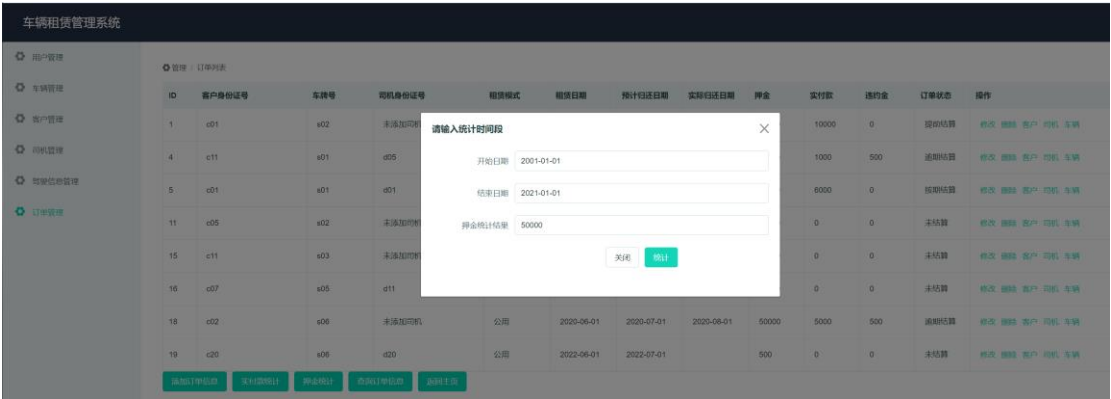 车辆租赁管理系统
用户管理
车辆管理
客户管理
司机管理
驾驶信息管理
订单管理
管理 / 订单列表
ID 客户身份证号 车牌号 司机身份证号 租赁模式 租赁日期 预计归还日期 实际归还日期 押金 实付款 违约金 订单状态 操作
1 c01 s02 未添加司机 10000 0 提前结算 修改 删除 客户 司机 车辆
4 c11 s01 d05 1000 500 逾期结算 修改 删除 客户 司机 车辆
5 c01 s01 d01 6000 0 按期结算 修改 删除 客户 司机 车辆
11 c05 s02 未添加司机 0 0 未结算 修改 删除 客户 司机 车辆
15 c11 s03 未添加司机 0 0 未结算 修改 删除 客户 司机 车辆
16 c07 s05 d11 0 0 未结算 修改 删除 客户 司机 车辆
18 c02 s06 未添加司机 公用 2020-06-01 2020-07-01 2020-08-01 50000 5000 500 逾期结算 修改 删除 客户 司机 车辆
19 c20 s06 d20 公用 2022-06-01 2022-07-01 500 0 0 未结算 修改 删除 客户 司机 车辆
添加订单信息 实付款统计 押金统计 查询订单信息 返回主页
请输入统计时间段
开始日期 2001-01-01
结束日期 2021-01-01
押金统计结果 50000
关闭 统计